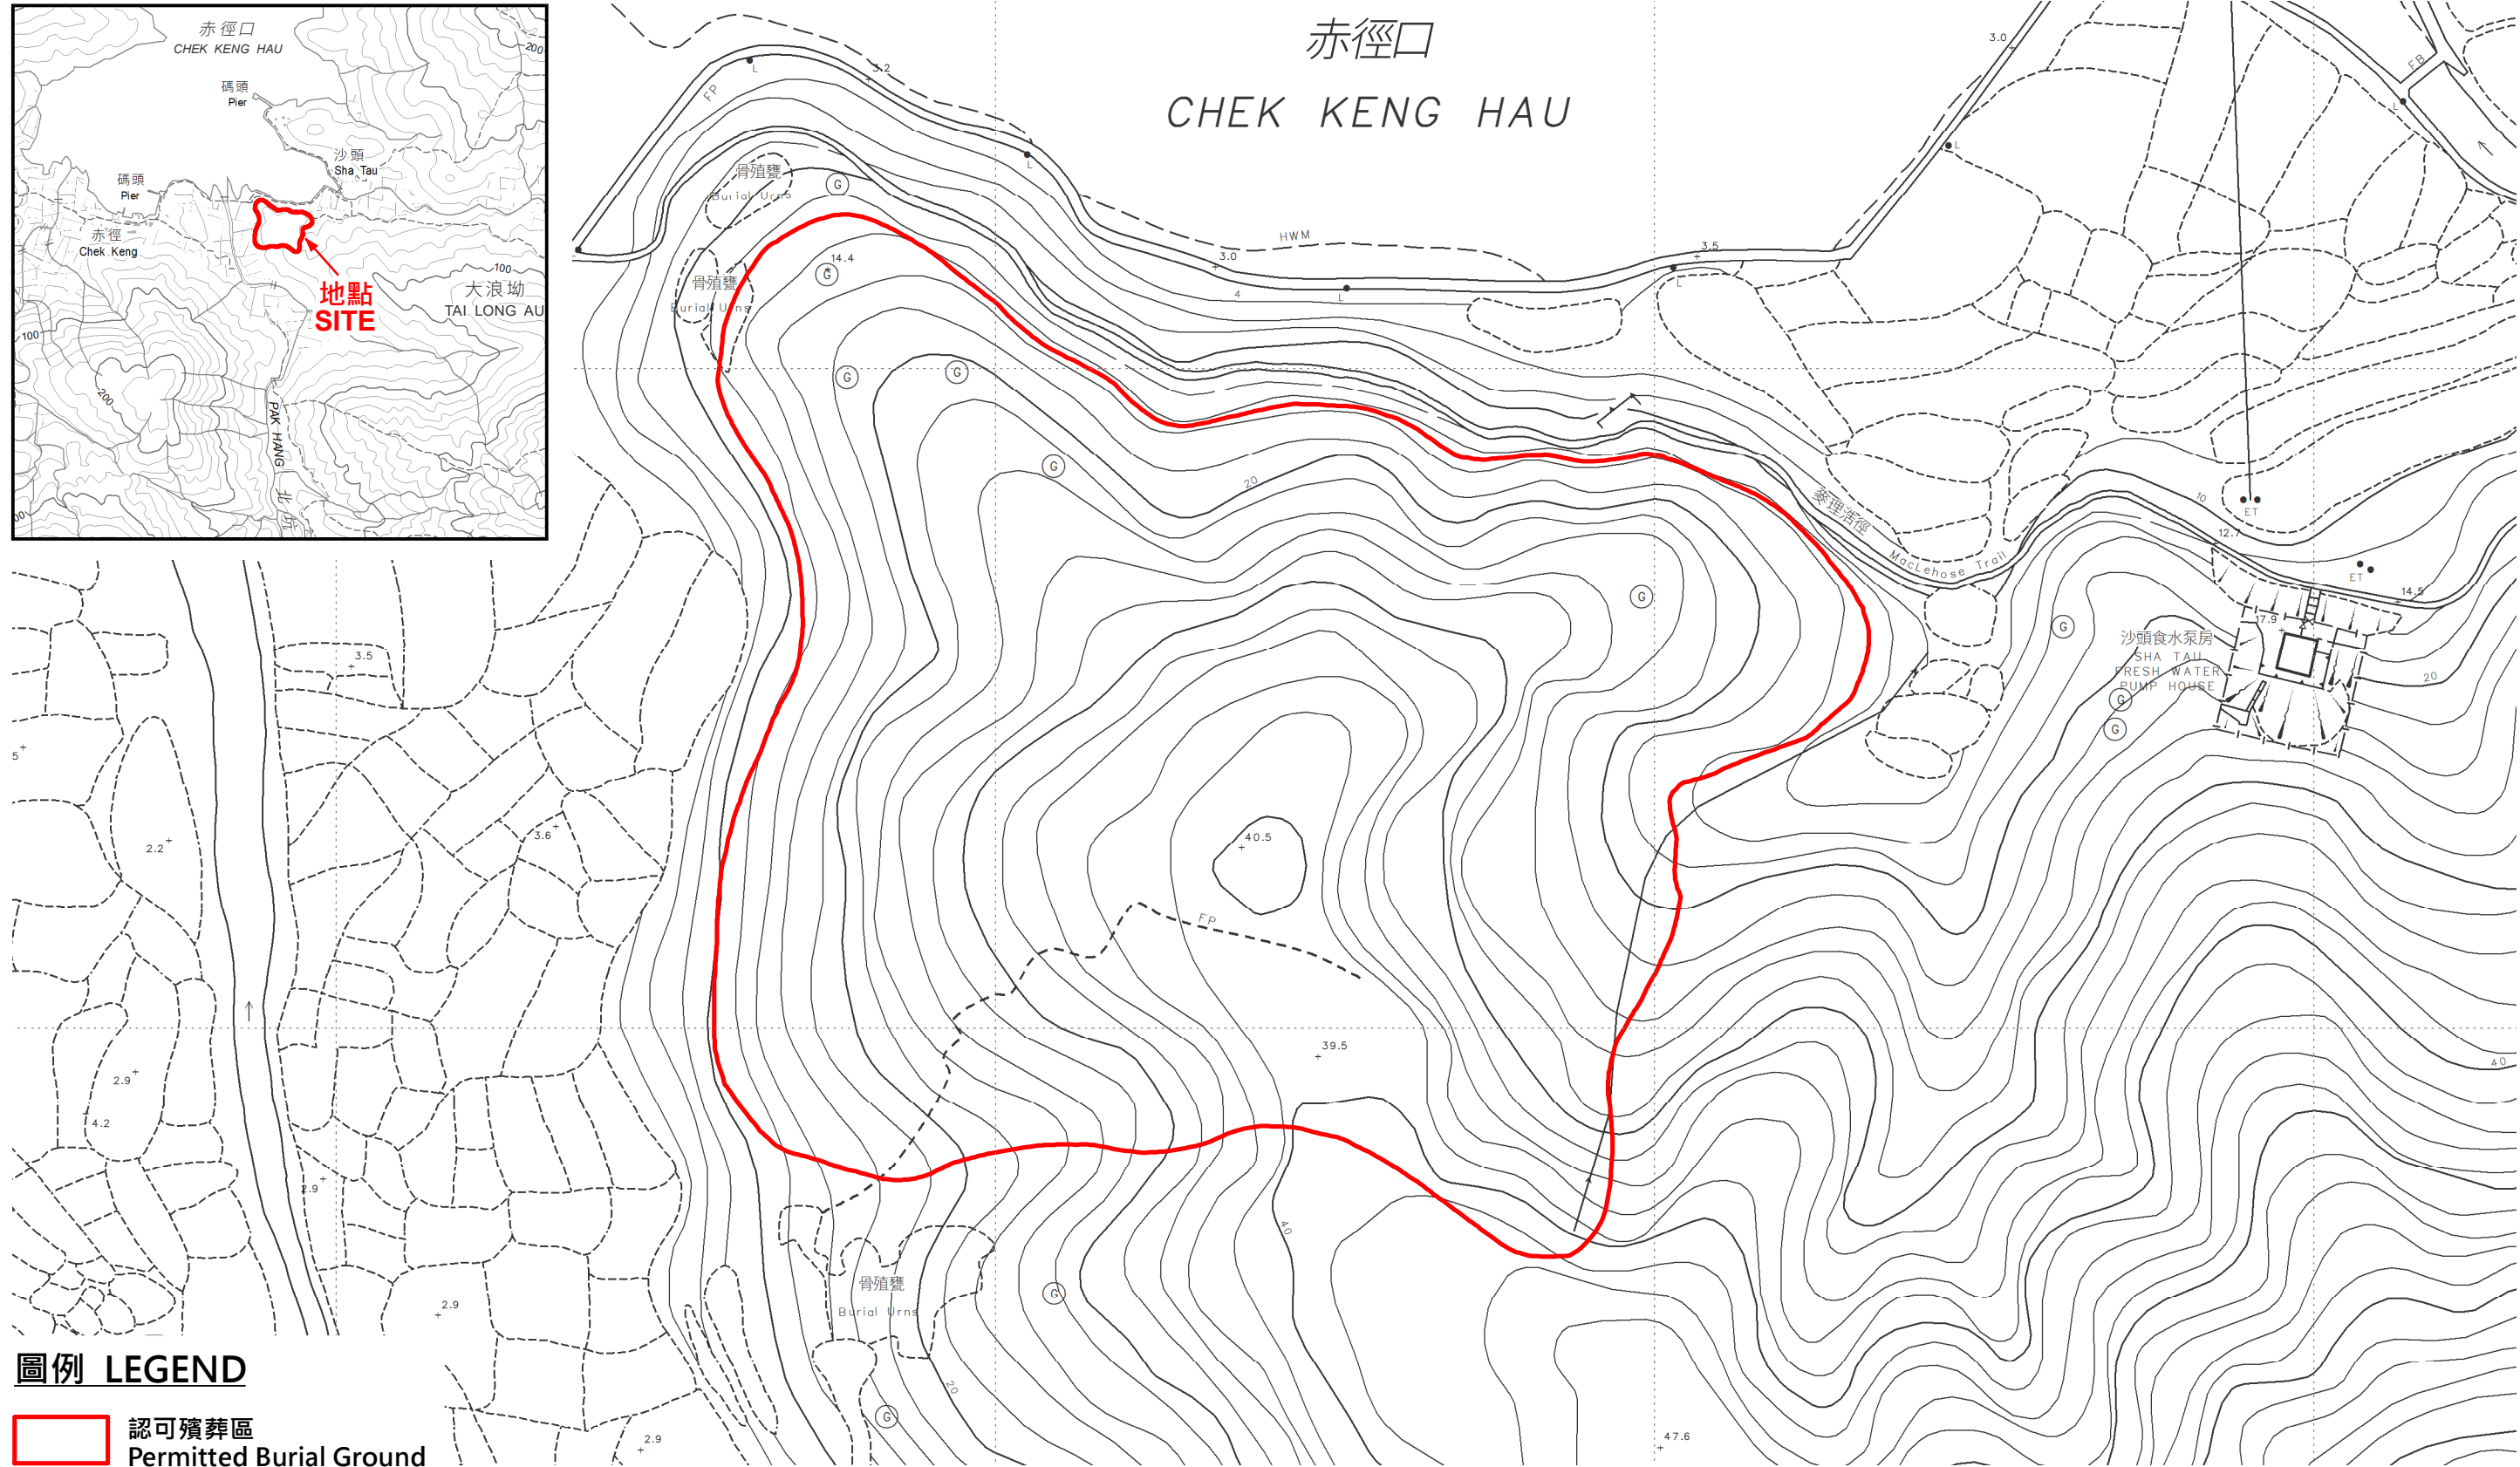 赤徑口
CHEK KENG HAU
200
碼頭
Pier
沙頭
Sha Tau
碼頭
Pier
赤徑
Chek Keng
地點
SITE
100
大浪坳
TAI LONG AU
100
200
PAK HANG
北坑
00
赤徑口
CHEK KENG HAU
3.0
FB
L
3.2
L
FP
L
L
骨殖甕
Burial Urns
G
HWM
3.5
3.0
14.4
G
骨殖甕
Burial Urns
4
L
L
G
G
G
20
麥理浩徑
MacLehose Trail
10
ET
12.7
ET
14.5
G
G
17.9
沙頭食水泵房
SHA TAU
FRESH WATER
PUMP HOUSE
20
G
G
3.5
5
2.2
3.6
40.5
FP
39.5
40
2.9
4.2
2.9
40
骨殖甕
Burial Urns
G
2.9
20
G
2.9
47.6
圖例 LEGEND
認可殯葬區
Permitted Burial Ground